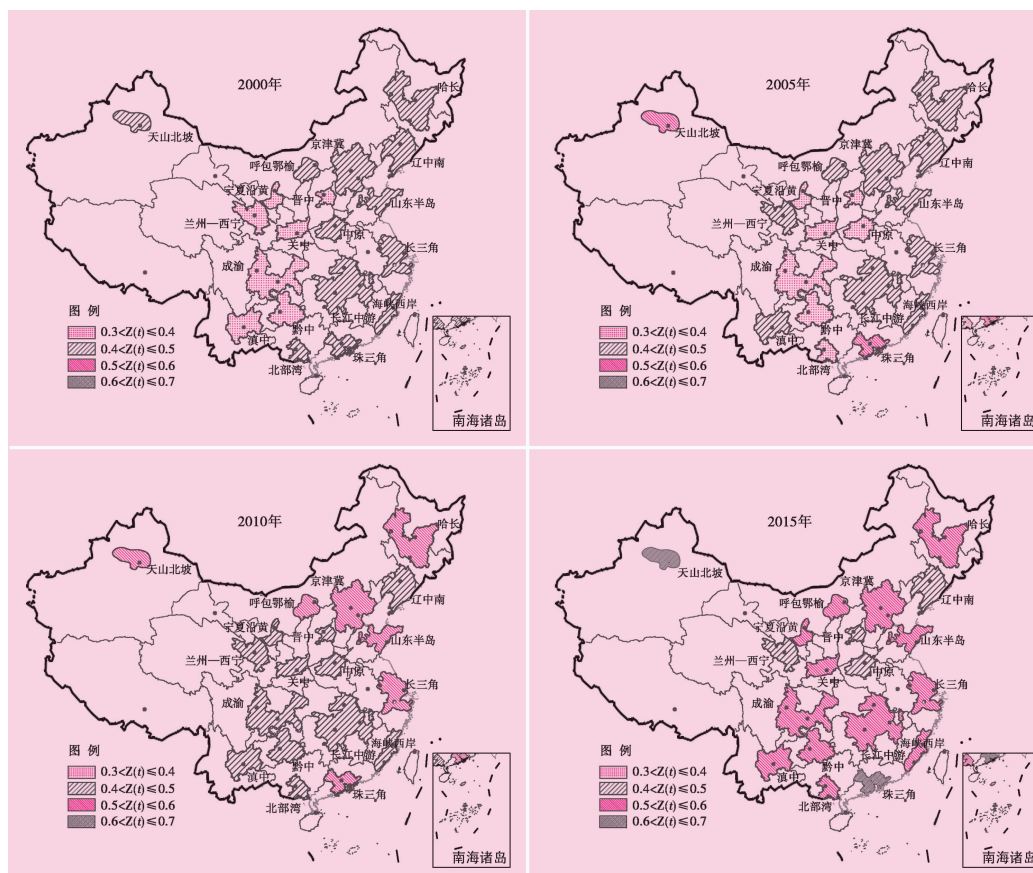 2000年
哈长
天山北坡
京津冀
辽中南
呼包鄂榆
宁夏沿黄
晋中
山东半岛
兰州—西宁
中原
关中
长三角
成渝
海峡西岸
图 例
长江中游
黔中
0.3<Z(t)≤0.4
滇中
0.4<Z(t)≤0.5
珠三角
0.5<Z(t)≤0.6
北部湾
0.6<Z(t)≤0.7
南海诸岛
2005年
哈长
天山北坡
京津冀
辽中南
呼包鄂榆
宁夏沿黄
晋中
山东半岛
兰州—西宁
中原
关中
长三角
成渝
海峡西岸
图 例
长江中游
黔中
0.3<Z(t)≤0.4
滇中
0.4<Z(t)≤0.5
珠三角
0.5<Z(t)≤0.6
北部湾
0.6<Z(t)≤0.7
南海诸岛
2010年
哈长
天山北坡
京津冀
辽中南
呼包鄂榆
宁夏沿黄
晋中
山东半岛
兰州—西宁
中原
关中
长三角
成渝
海峡西岸
图 例
长江中游
黔中
0.3<Z(t)≤0.4
滇中
0.4<Z(t)≤0.5
珠三角
0.5<Z(t)≤0.6
北部湾
0.6<Z(t)≤0.7
南海诸岛
2015年
哈长
天山北坡
京津冀
辽中南
呼包鄂榆
宁夏沿黄
晋中
山东半岛
兰州—西宁
中原
关中
长三角
成渝
海峡西岸
图 例
长江中游
黔中
0.3<Z(t)≤0.4
滇中
0.4<Z(t)≤0.5
珠三角
0.5<Z(t)≤0.6
北部湾
0.6<Z(t)≤0.7
南海诸岛